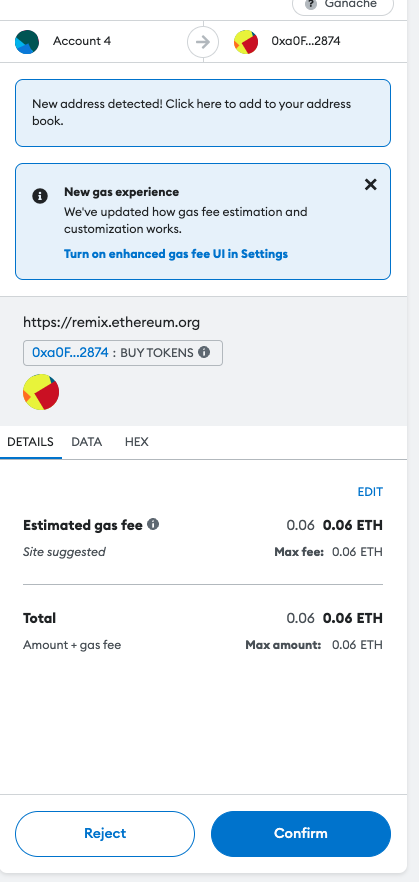 Ganache
Account 4
0xa0F...2874
New address detected! Click here to add to your address
book.
New gas experience
We've updated how gas fee estimation and
customization works.
Turn on enhanced gas fee UI in Settings
https://remix.ethereum.org
0xa0F...2874 : BUY TOKENS
DETAILS DATA HEX
EDIT
Estimated gas fee 0.06 0.06 ETH
Site suggested Max fee: 0.06 ETH
Total 0.06 0.06 ETH
Amount + gas fee Max amount: 0.06 ETH
Reject Confirm